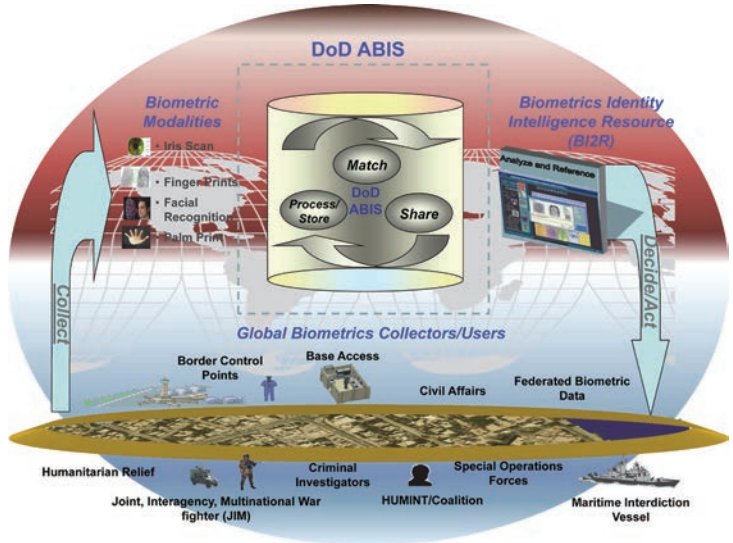 DoD ABIS
Biometric
Modalities
• Iris Scan
• Finger Prints
• Facial
Recognition
• Palm Print
Match
DoD
ABIS
Process/
Store
Share
Biometrics Identity
Intelligence Resource
(BI2R)
Analyze and Reference
Collect
Decide/Act
Global Biometrics Collectors/Users
Border Control
Points
Base Access
Civil Affairs
Federated Biometric
Data
Humanitarian Relief
Joint, Interagency, Multinational War
fighter (JIM)
Criminal
Investigators
HUMINT/Coalition
Special Operations
Forces
Maritime Interdiction
Vessel